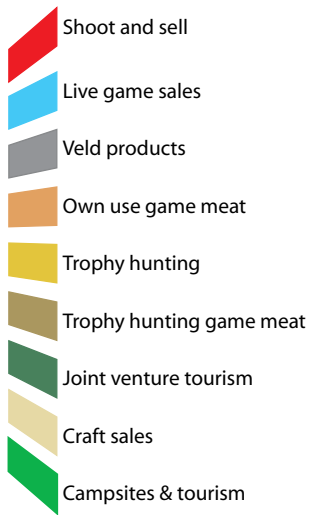 Shoot and sell
Live game sales
Veld products
Own use game meat
Trophy hunting
Trophy hunting game meat
Joint venture tourism
Craft sales
Campsites & tourism